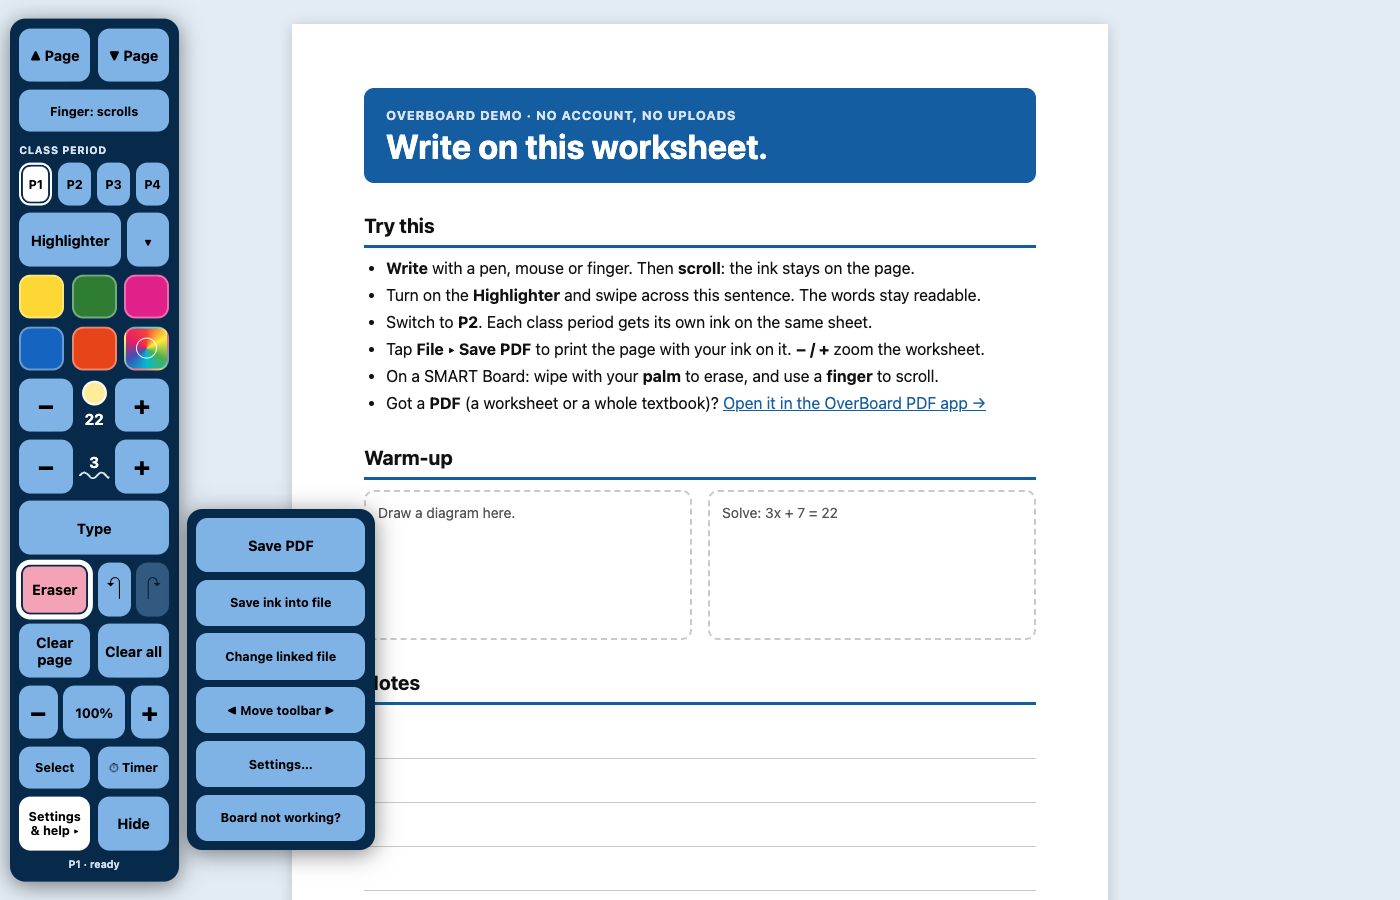 ▲ Page
▼ Page
Finger: scrolls
CLASS PERIOD
P1
P2
P3
P4
Highlighter
▾
−
22
+
−
3
+
Type
Eraser
Clear
page
Clear all
−
100%
+
Select
⏱ Timer
Settings
& help ▸
Hide
P1 · ready
Save PDF
Save ink into file
Change linked file
◀ Move toolbar ▶
Settings...
Board not working?
OVERBOARD DEMO · NO ACCOUNT, NO UPLOADS
Write on this worksheet.
Try this
• Write with a pen, mouse or finger. Then scroll: the ink stays on the page.
• Turn on the Highlighter and swipe across this sentence. The words stay readable.
• Switch to P2. Each class period gets its own ink on the same sheet.
• Tap File ▸ Save PDF to print the page with your ink on it. − / + zoom the worksheet.
• On a SMART Board: wipe with your palm to erase, and use a finger to scroll.
• Got a PDF (a worksheet or a whole textbook)? Open it in the OverBoard PDF app →
Warm-up
Draw a diagram here.
Solve: 3x + 7 = 22
otes